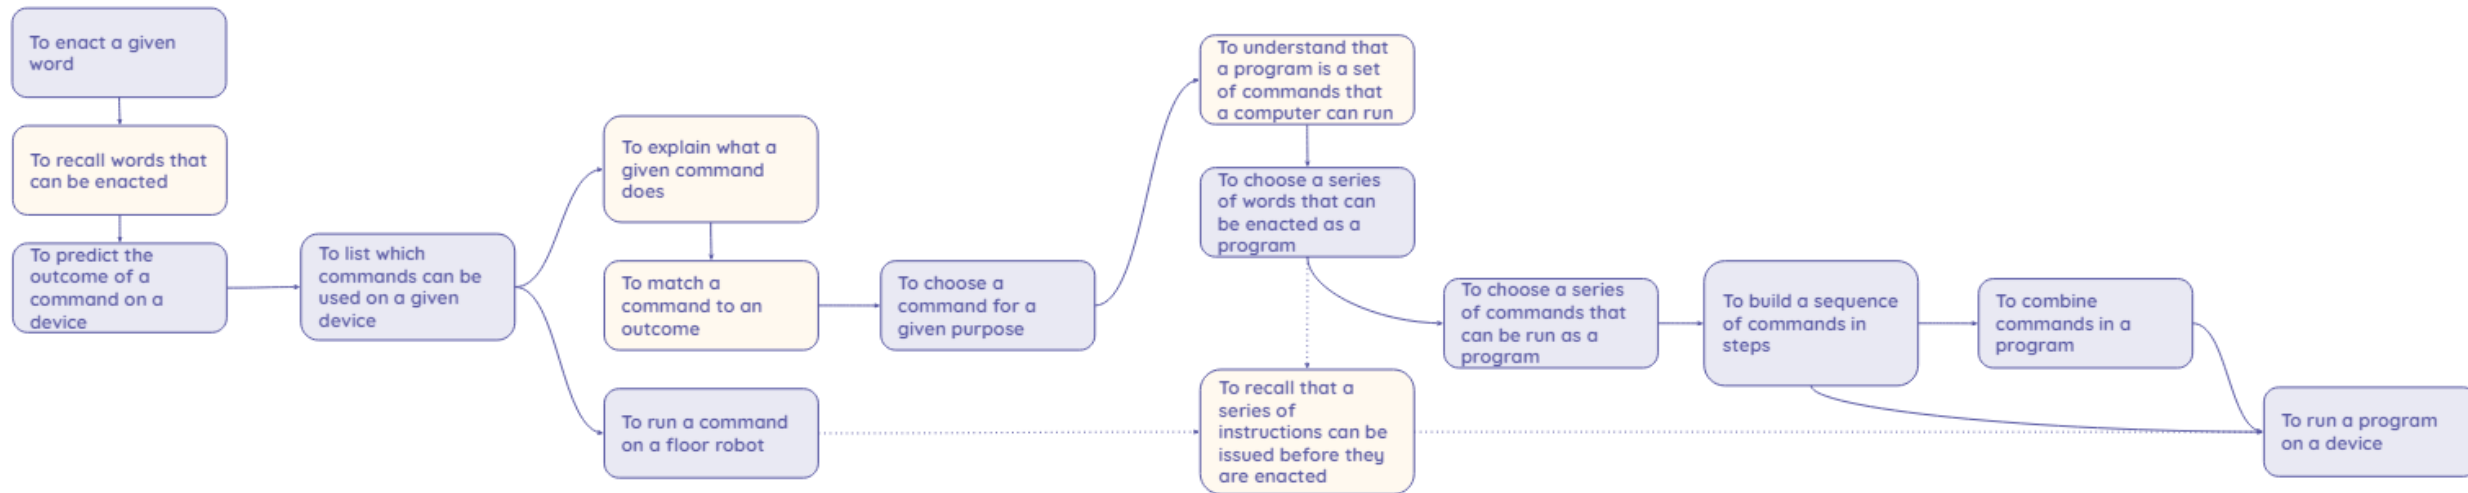 To enact a given
word
To recall words that
can be enacted
To predict the
outcome of a
command on a
device
To list which
commands can be
used on a given
device
To explain what a
given command
does
To match a
command to an
outcome
To run a command
on a floor robot
To choose a
command for a
given purpose
To understand that
a program is a set
of commands that
a computer can run
To choose a series
of words that can
be enacted as a
program
To recall that a
series of
instructions can be
issued before they
are enacted
To choose a series
of commands that
can be run as a
program
To build a sequence
of commands in
steps
To combine
commands in a
program
To run a program
on a device